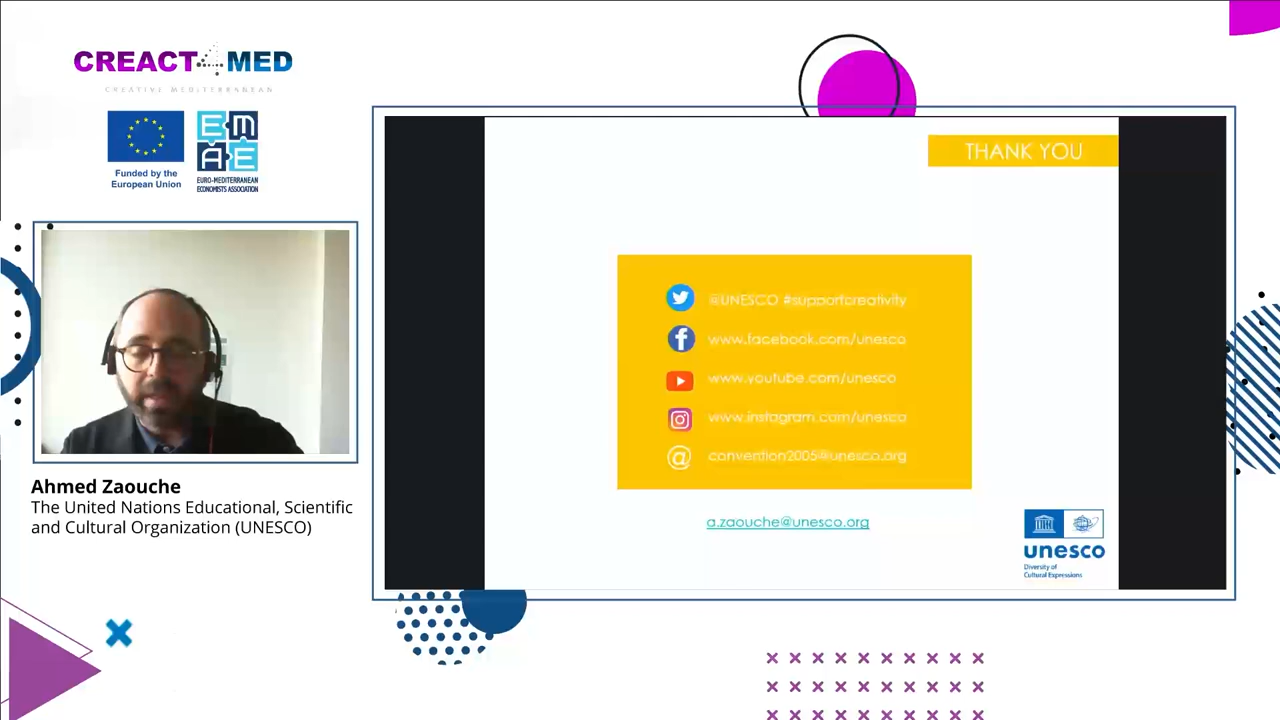 CREACT4MED
CREATIVE MEDITERRANEAN
Funded by the
European Union
EMAE
EURO-MEDITERRANEAN
ECONOMISTS ASSOCIATION
Ahmed Zaouche
The United Nations Educational, Scientific
and Cultural Organization (UNESCO)
THANK YOU
@UNESCO #supportcreativity
www.facebook.com/unesco
www.youtube.com/unesco
www.instagram.com/unesco
@ convention2005@unesco.org
a.zaouche@unesco.org
unesco
Diversity of
Cultural Expressions